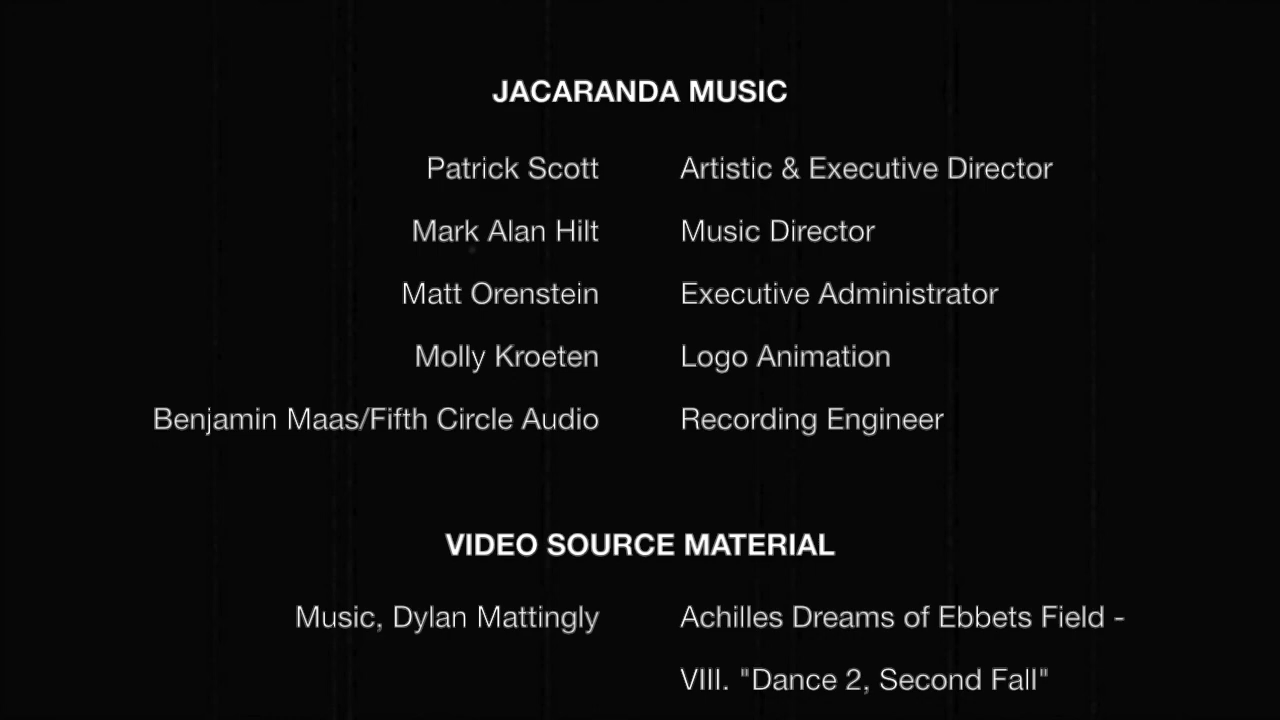 JACARANDA MUSIC
Patrick Scott Artistic & Executive Director
Mark Alan Hilt Music Director
Matt Orenstein Executive Administrator
Molly Kroeten Logo Animation
Benjamin Maas/Fifth Circle Audio Recording Engineer
VIDEO SOURCE MATERIAL
Music, Dylan Mattingly Achilles Dreams of Ebbets Field -
VIII. "Dance 2, Second Fall"